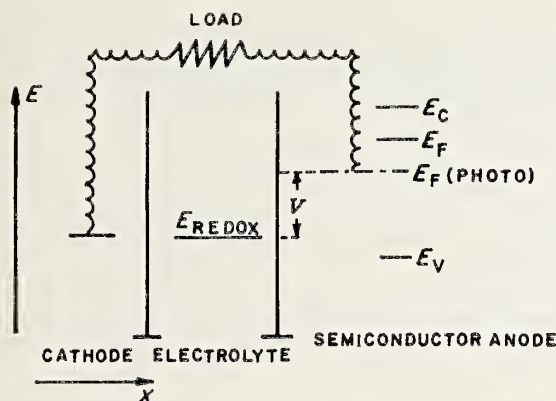 LOAD
E
E_C
E_F
E_F (PHOTO)
V
E_REDOX
E_V
CATHODE ELECTROLYTE SEMICONDUCTOR ANODE
X